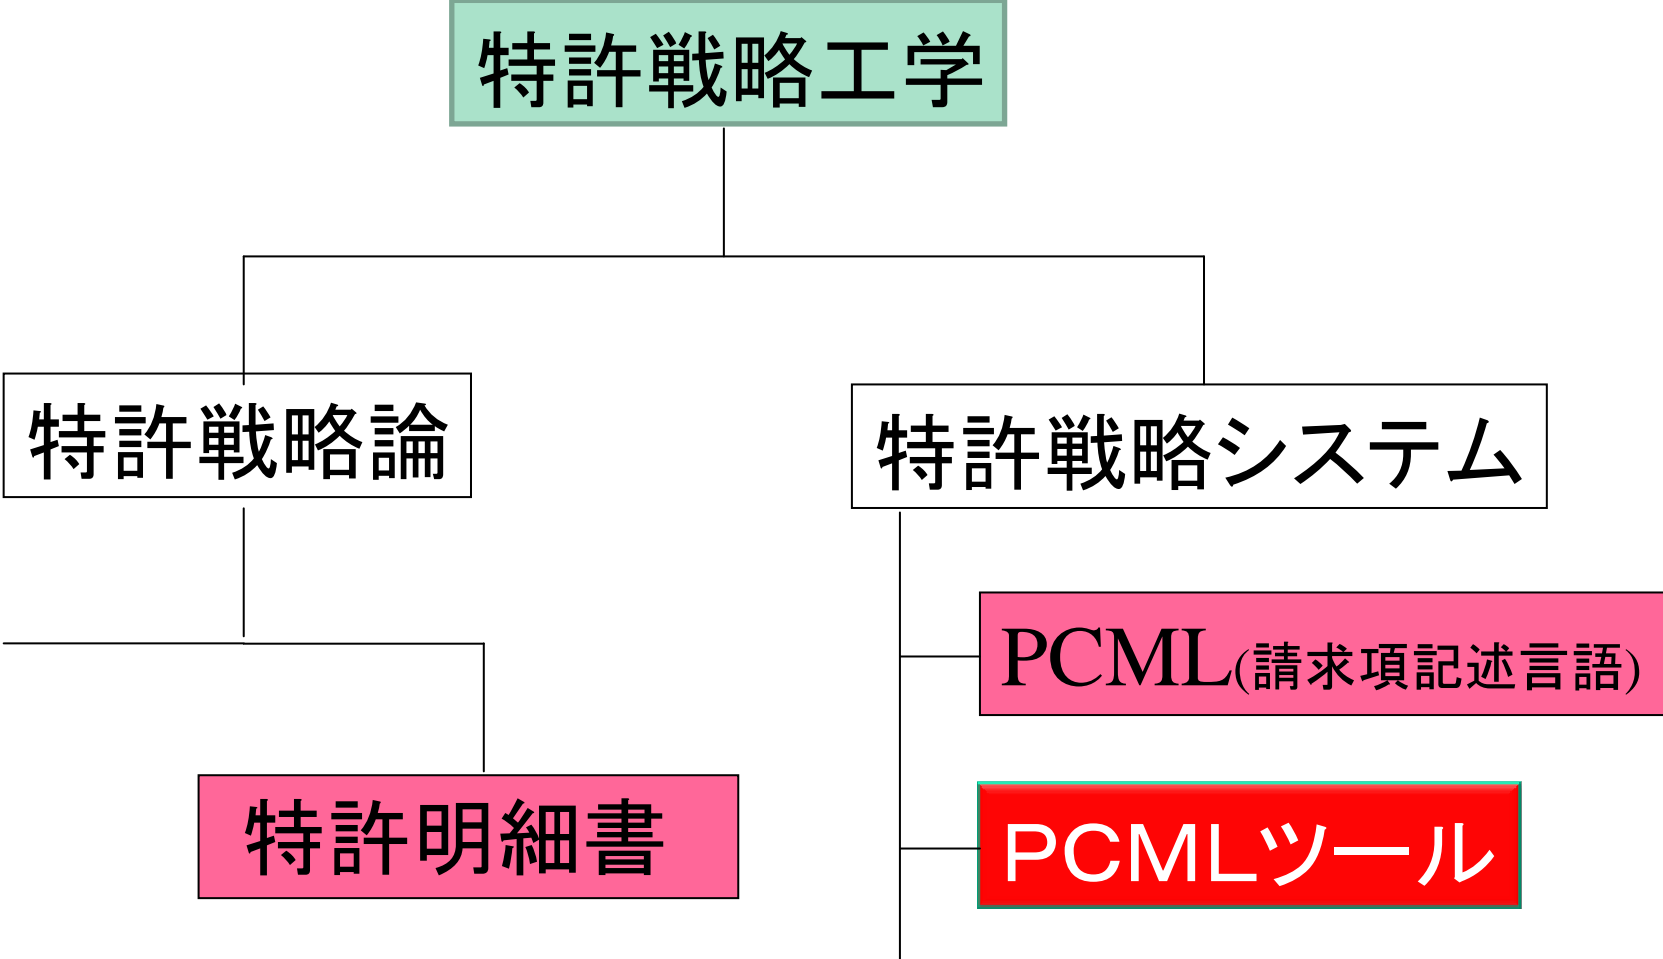 特許戦略工学
特許戦略論
特許戦略システム
PCML(請求項記述言語)
特許明細書
PCMLツール